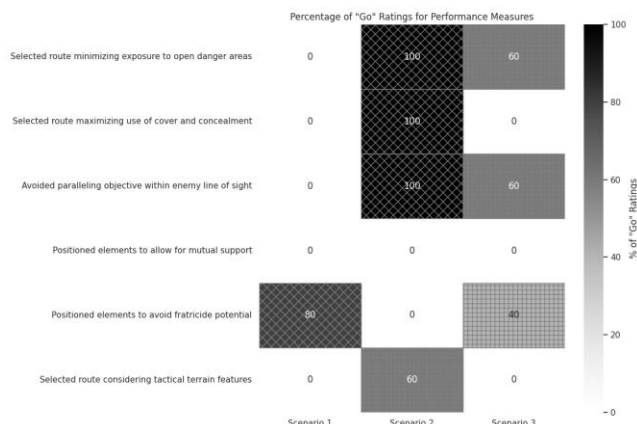 Percentage of "Go" Ratings for Performance Measures
100
Selected route minimizing exposure to open danger areas 0 100 60
80
Selected route maximizing use of cover and concealment 0 100 0
Avoided paralleling objective within enemy line of sight 0 100 60
60
% of "Go" Ratings
Positioned elements to allow for mutual support 0 0 0
40
Positioned elements to avoid fratricide potential 80 0 40
20
Selected route considering tactical terrain features 0 60 0
0
Scenario 1 Scenario 2 Scenario 3